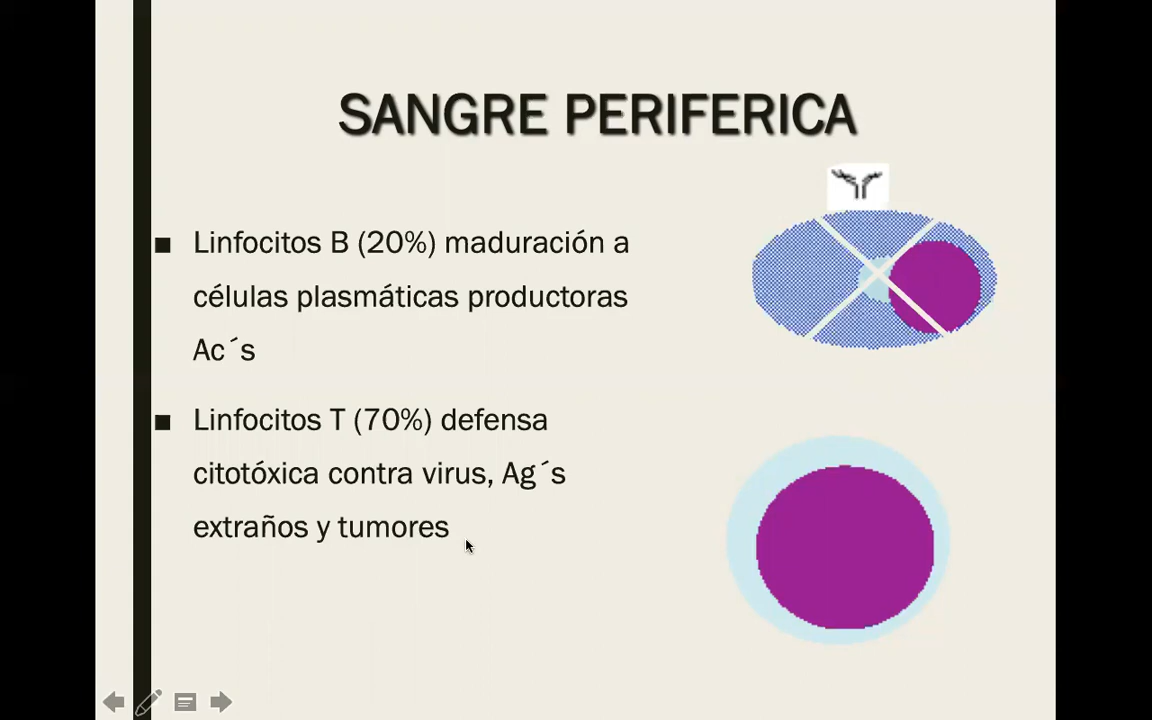 SANGRE PERIFERICA
▪ Linfocitos B (20%) maduración a
células plasmáticas productoras
Ac´s
▪ Linfocitos T (70%) defensa
citotóxica contra virus, Ag´s
extraños y tumores